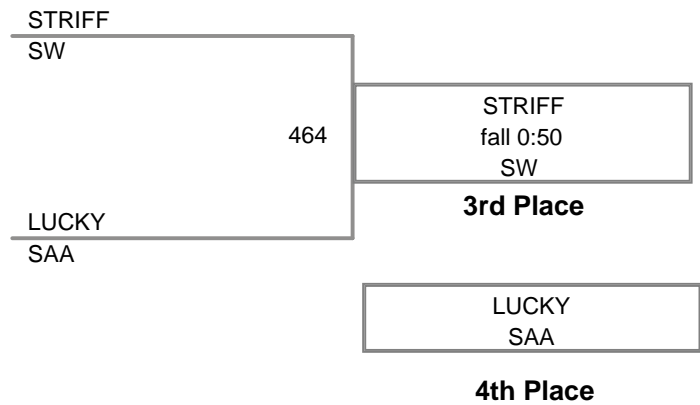 STRIFF
SW
464
STRIFF
fall 0:50
SW
3rd Place
LUCKY
SAA
LUCKY
SAA
4th Place